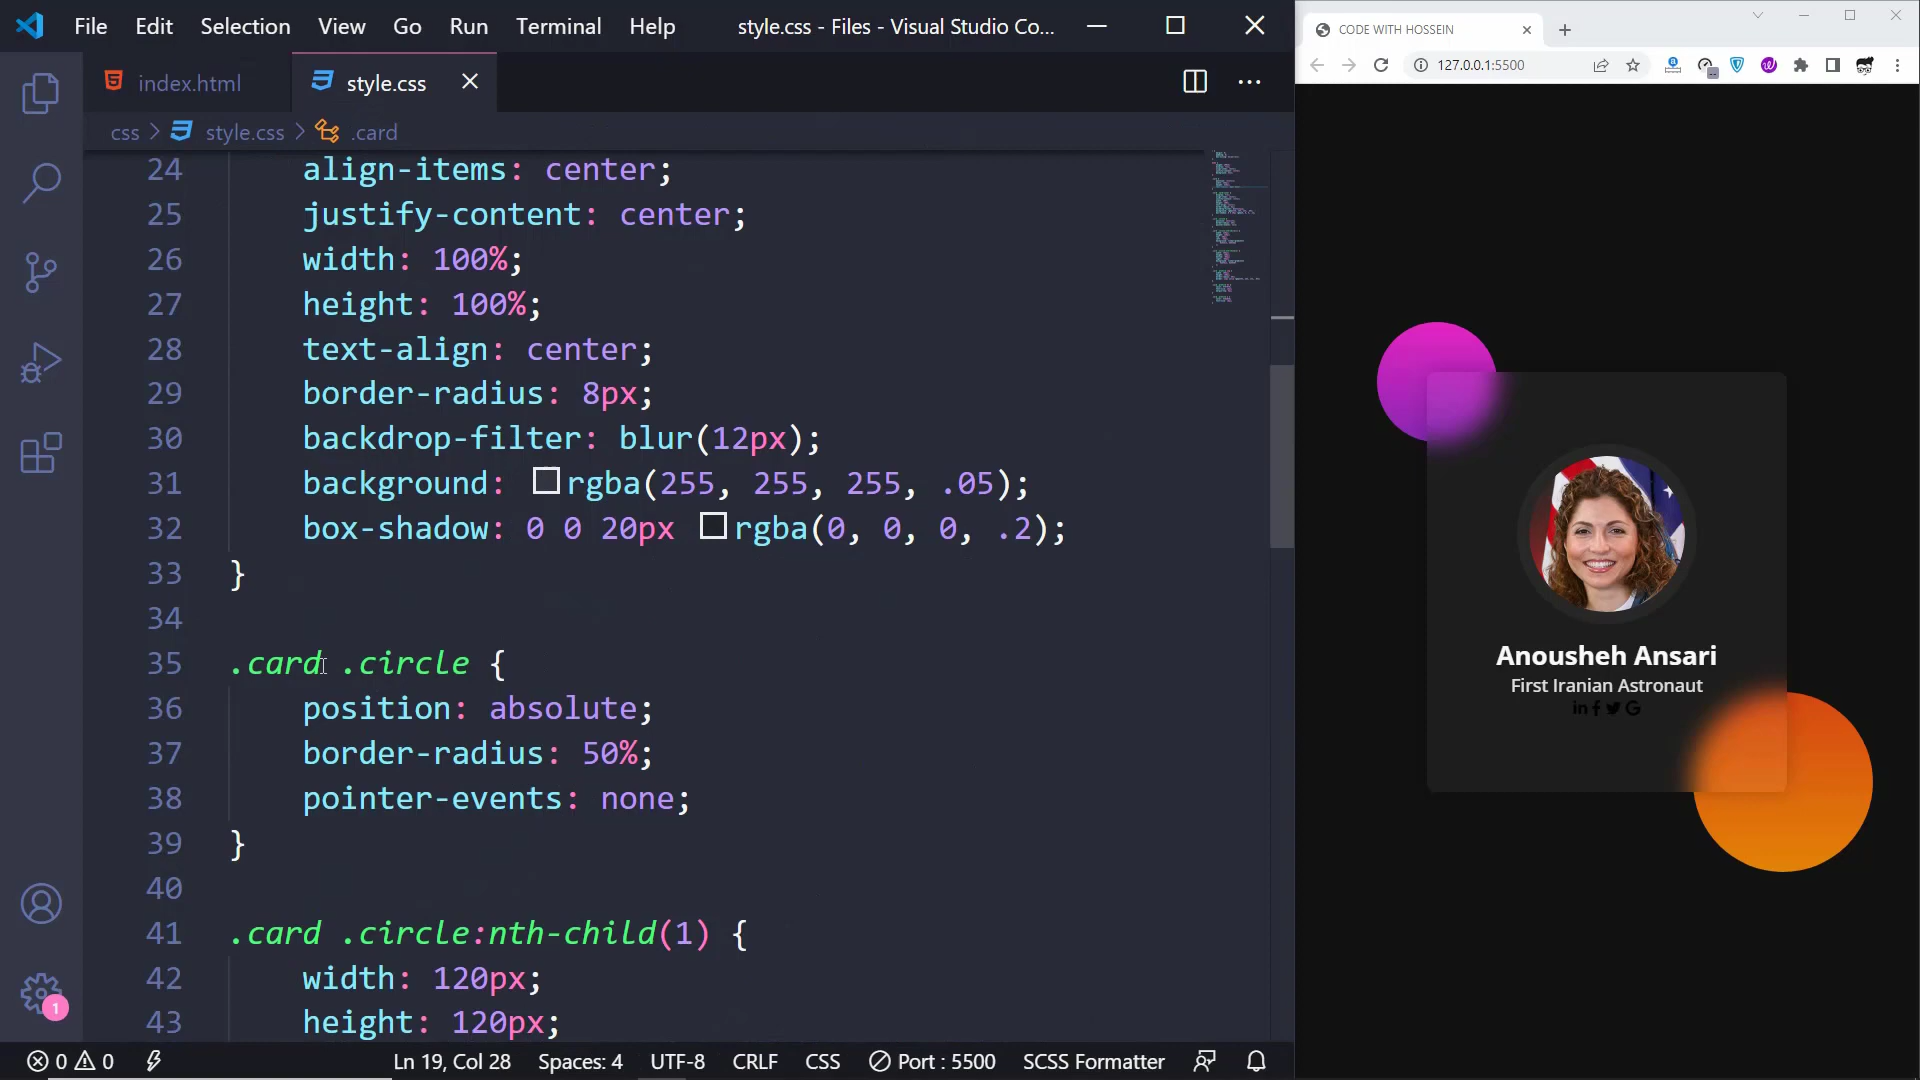 File Edit Selection View Go Run Terminal Help style.css - Files - Visual Studio Co...
index.html style.css
css > style.css > .card
24 align-items: center;
25 justify-content: center;
26 width: 100%;
27 height: 100%;
28 text-align: center;
29 border-radius: 8px;
30 backdrop-filter: blur(12px);
31 background: rgba(255, 255, 255, .05);
32 box-shadow: 0 0 20px rgba(0, 0, 0, .2);
33 }
34
35 .card .circle {
36 position: absolute;
37 border-radius: 50%;
38 pointer-events: none;
39 }
40
41 .card .circle:nth-child(1) {
42 width: 120px;
43 height: 120px;
1
0 0 Ln 19, Col 28 Spaces: 4 UTF-8 CRLF CSS Port : 5500 SCSS Formatter
CODE WITH HOSSEIN
127.0.0.1:5500
Anousheh Ansari
First Iranian Astronaut
in f G